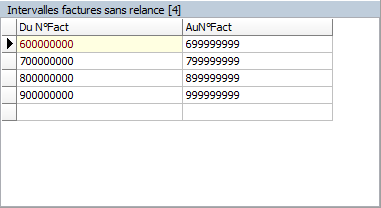 Intervalles factures sans relance [4]
Du N°Fact AuN°Fact
600000000 699999999
700000000 799999999
800000000 899999999
900000000 999999999